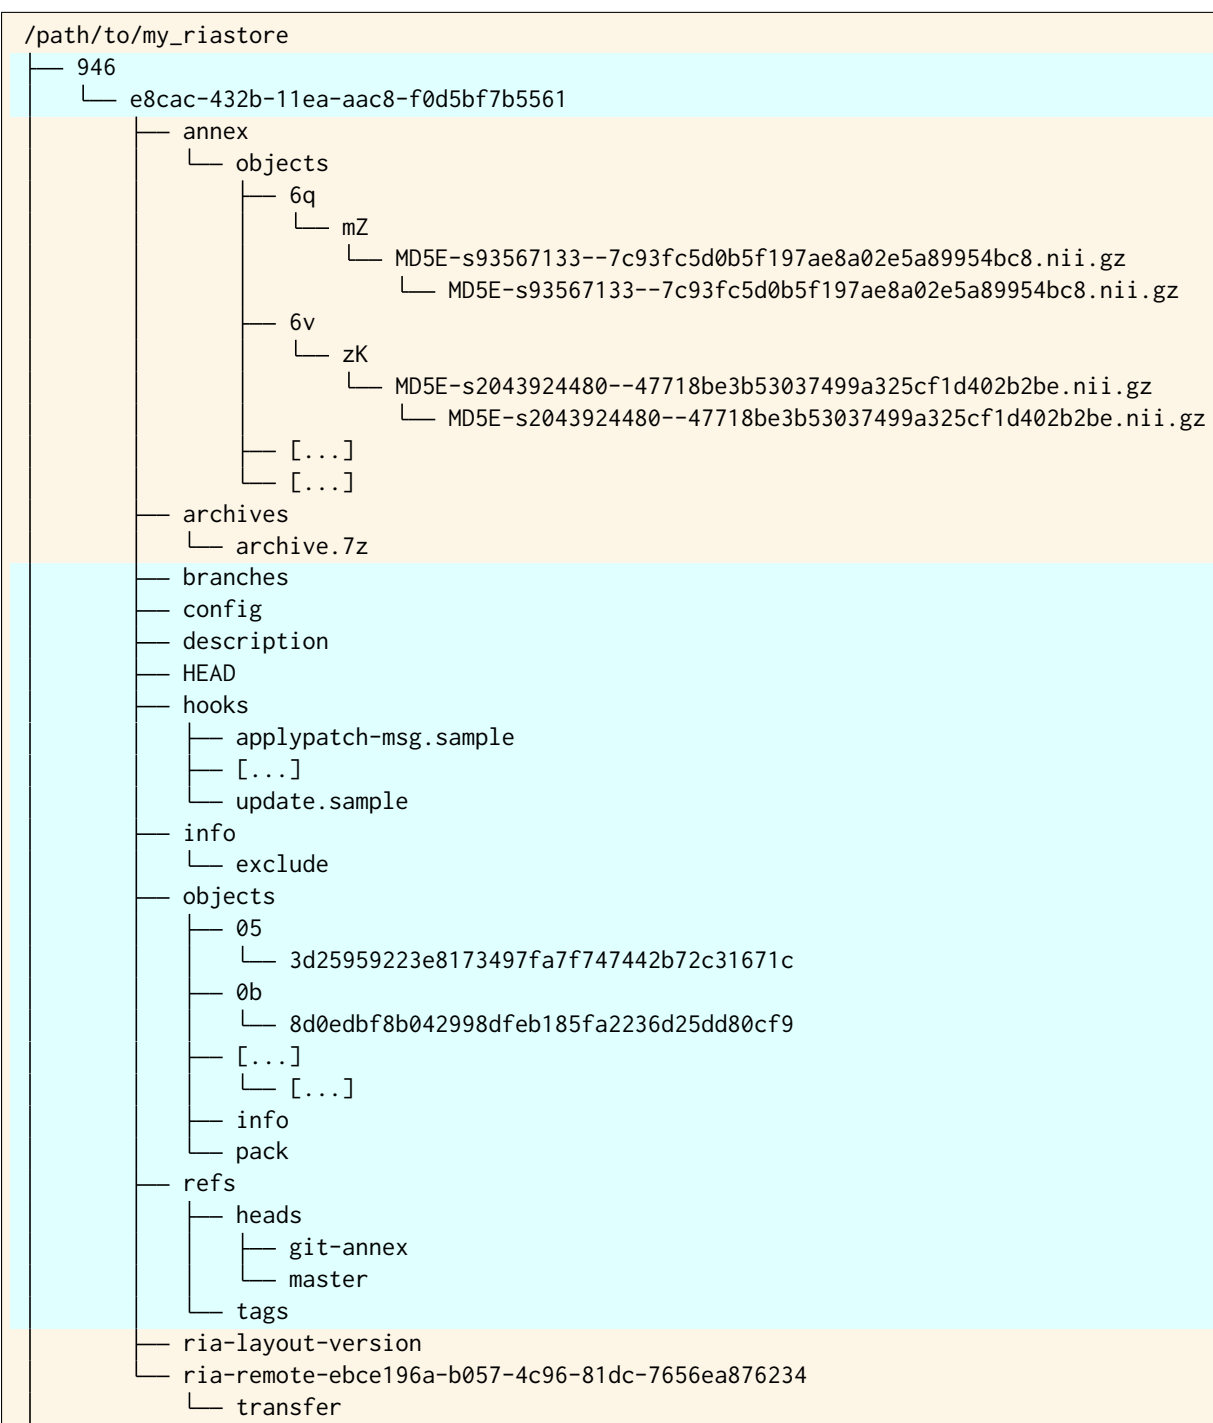 /path/to/my_riastore
├── 946
│   └── e8cac-432b-11ea-aac8-f0d5bf7b5561
│       ├── annex
│       │   └── objects
│       │       ├── 6q
│       │       │   └── mZ
│       │       │       └── MD5E-s93567133--7c93fc5d0b5f197ae8a02e5a89954bc8.nii.gz
│       │       │           └── MD5E-s93567133--7c93fc5d0b5f197ae8a02e5a89954bc8.nii.gz
│       │       ├── 6v
│       │       │   └── zK
│       │       │       └── MD5E-s2043924480--47718be3b53037499a325cf1d402b2be.nii.gz
│       │       │           └── MD5E-s2043924480--47718be3b53037499a325cf1d402b2be.nii.gz
│       │       ├── [...]
│       │       └── [...]
│       ├── archives
│       │   └── archive.7z
│       ├── branches
│       ├── config
│       ├── description
│       ├── HEAD
│       ├── hooks
│       │   ├── applypatch-msg.sample
│       │   ├── [...]
│       │   └── update.sample
│       ├── info
│       │   └── exclude
│       ├── objects
│       │   ├── 05
│       │   │   └── 3d25959223e8173497fa7f747442b72c31671c
│       │   ├── 0b
│       │   │   └── 8d0edbf8b042998dfeb185fa2236d25dd80cf9
│       │   ├── [...]
│       │   │   └── [...]
│       │   ├── info
│       │   └── pack
│       ├── refs
│       │   ├── heads
│       │   │   ├── git-annex
│       │   │   └── master
│       │   └── tags
│       ├── ria-layout-version
│       └── ria-remote-ebce196a-b057-4c96-81dc-7656ea876234
│           └── transfer